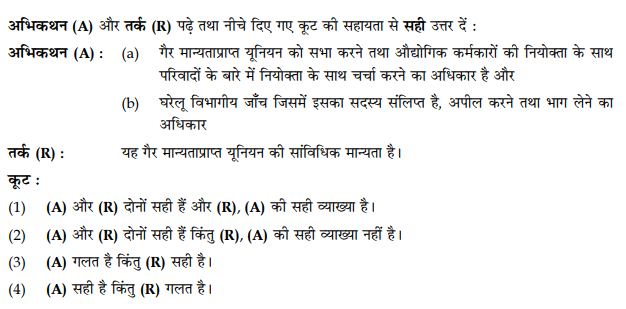 अभिकथन (A) और तर्क (R) पढ़े तथा नीचे दिए गए कूट की सहायता से सही उत्तर दें :
अभिकथन (A) : (a) गैर मान्यताप्राप्त यूनियन को सभा करने तथा औद्योगिक कर्मकारों की नियोक्ता के साथ
परिवादों के बारे में नियोक्ता के साथ चर्चा करने का अधिकार है और
(b) घरेलू विभागीय जाँच जिसमें इसका सदस्य संलिप्त है, अपील करने तथा भाग लेने का
अधिकार
तर्क (R) : यह गैर मान्यताप्राप्त यूनियन की सांविधिक मान्यता है।
कूट :
(1) (A) और (R) दोनों सही हैं और (R), (A) की सही व्याख्या है।
(2) (A) और (R) दोनों सही हैं किंतु (R), (A) की सही व्याख्या नहीं है।
(3) (A) गलत है किंतु (R) सही है।
(4) (A) सही है किंतु (R) गलत है।